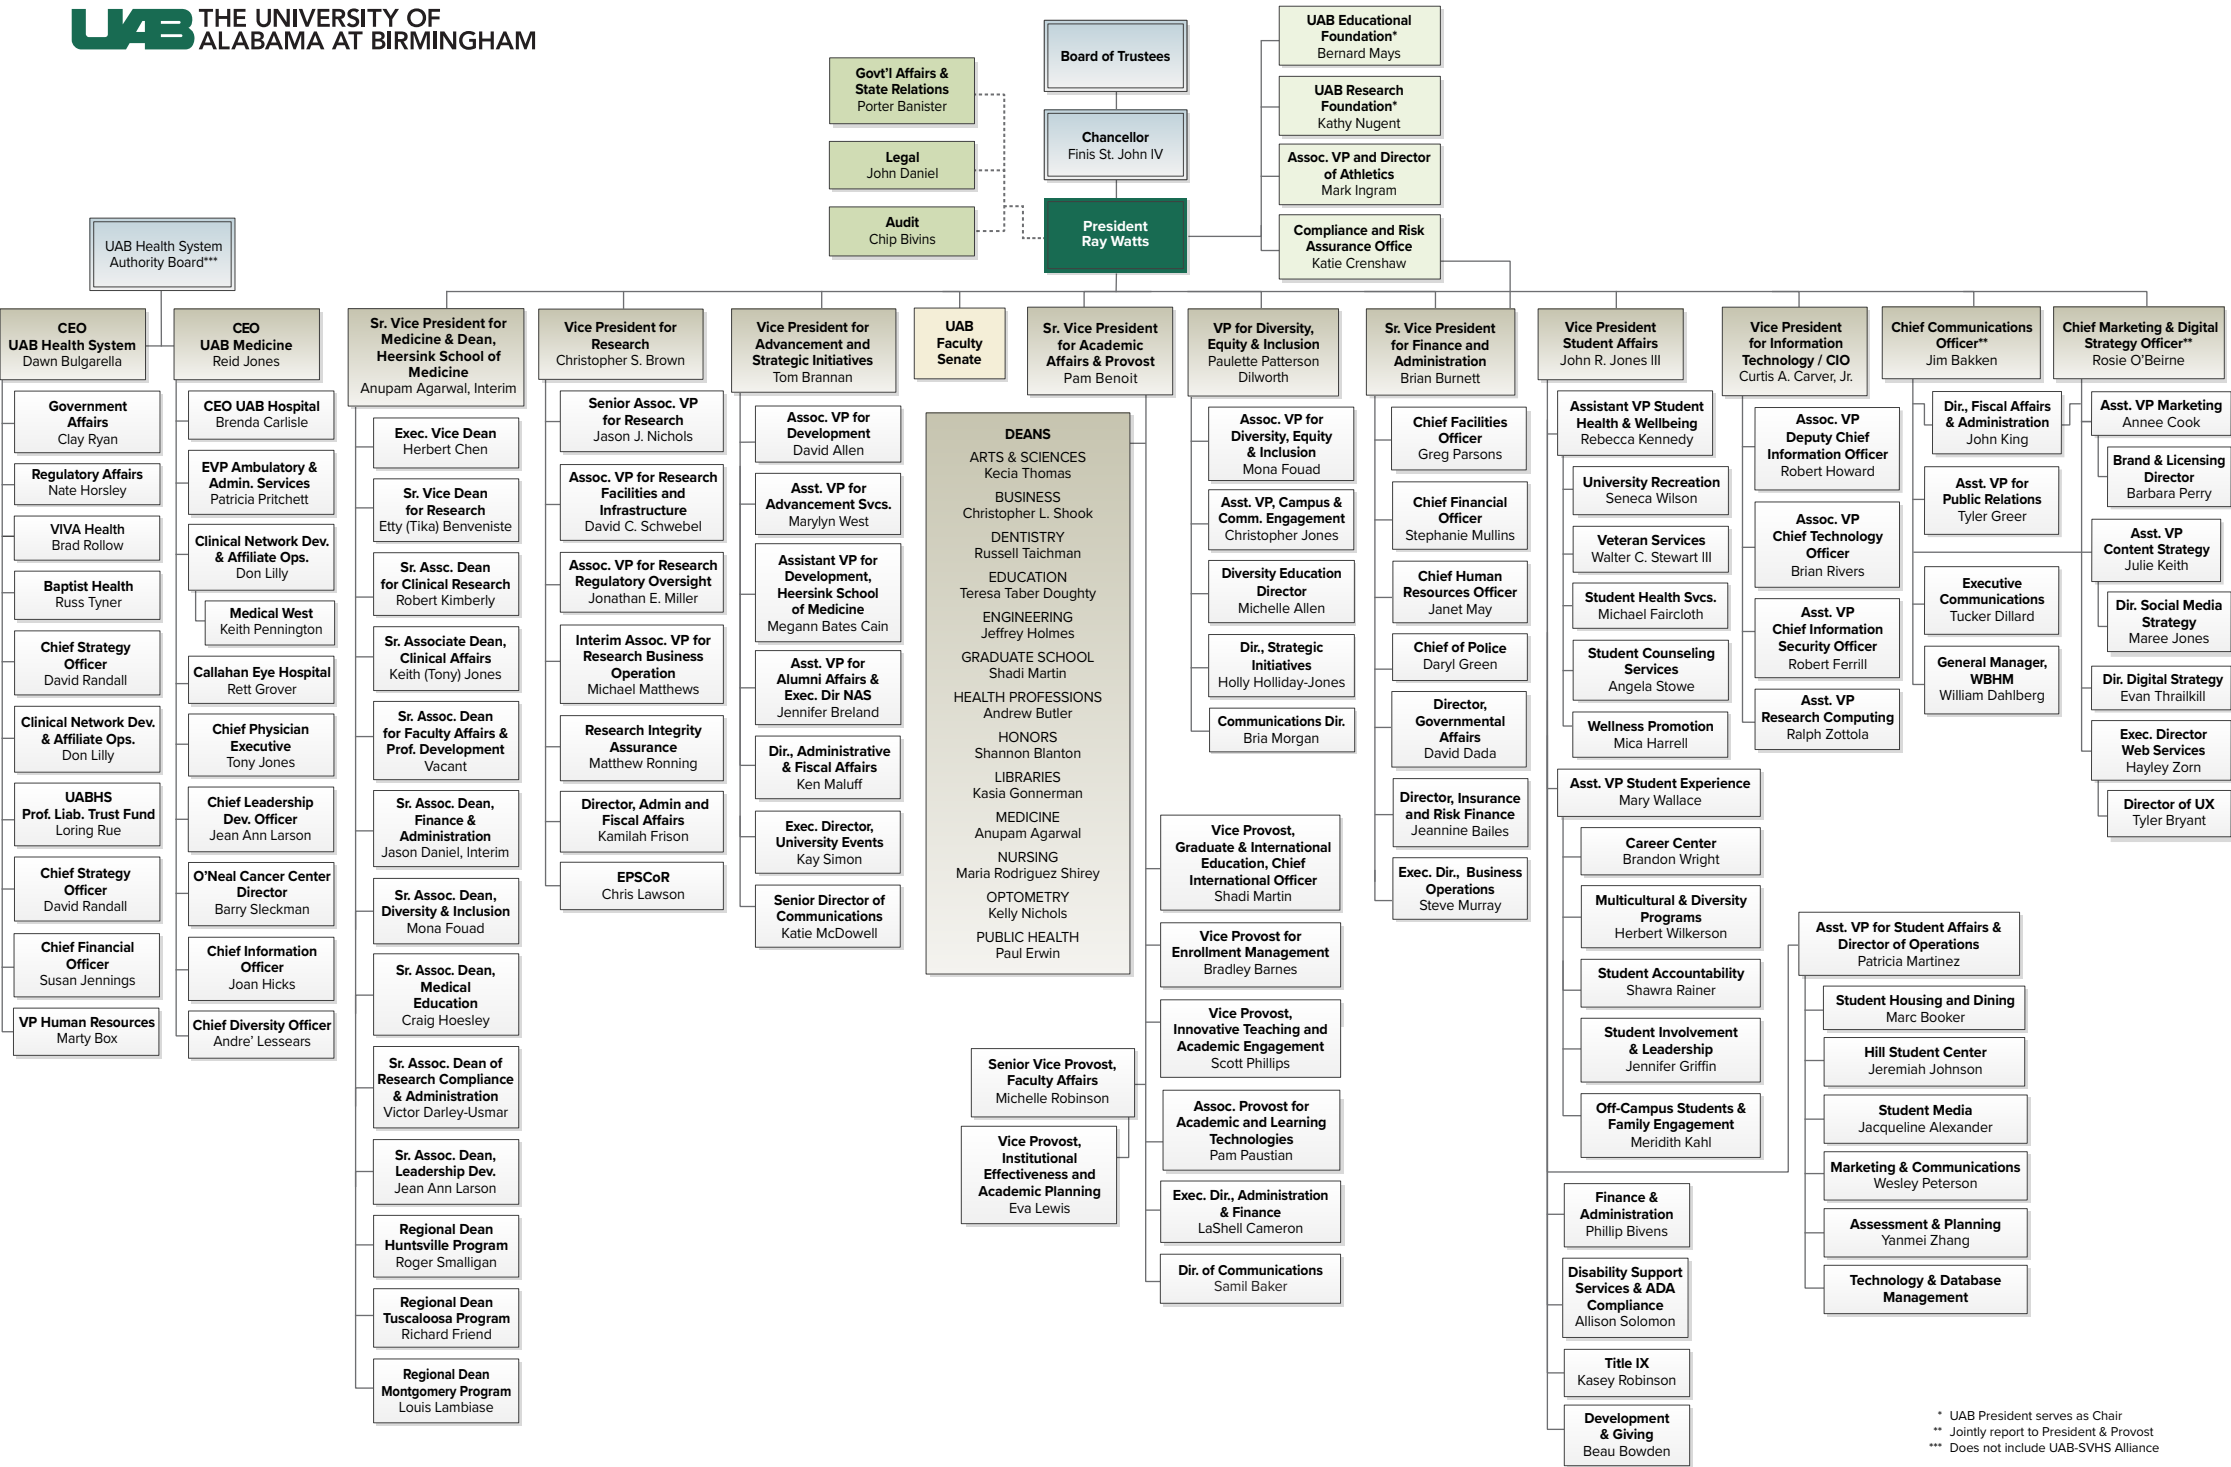 UAB THE UNIVERSITY OF
ALABAMA AT BIRMINGHAM
Board of Trustees
Chancellor
Finis St. John IV
President
Ray Watts
Govt'l Affairs &
State Relations
Porter Banister
Legal
John Daniel
Audit
Chip Bivins
UAB Educational
Foundation*
Bernard Mays
UAB Research
Foundation*
Kathy Nugent
Assoc. VP and Director
of Athletics
Mark Ingram
Compliance and Risk
Assurance Office
Katie Crenshaw
UAB Health System
Authority Board***
CEO
UAB Health System
Dawn Bulgarella
Government
Affairs
Clay Ryan
Regulatory Affairs
Nate Horsley
VIVA Health
Brad Rollow
Baptist Health
Russ Tyner
Chief Strategy
Officer
David Randall
Clinical Network Dev.
& Affiliate Ops.
Don Lilly
UABHS
Prof. Liab. Trust Fund
Loring Rue
Chief Strategy
Officer
David Randall
Chief Financial
Officer
Susan Jennings
VP Human Resources
Marty Box
CEO
UAB Medicine
Reid Jones
CEO UAB Hospital
Brenda Carlisle
EVP Ambulatory &
Admin. Services
Patricia Pritchett
Clinical Network Dev.
& Affiliate Ops.
Don Lilly
Medical West
Keith Pennington
Callahan Eye Hospital
Rett Grover
Chief Physician
Executive
Tony Jones
Chief Leadership
Dev. Officer
Jean Ann Larson
O'Neal Cancer Center
Director
Barry Sleckman
Chief Information
Officer
Joan Hicks
Chief Diversity Officer
Andre' Lessears
Sr. Vice President for
Medicine & Dean,
Heersink School of
Medicine
Anupam Agarwal, Interim
Exec. Vice Dean
Herbert Chen
Sr. Vice Dean
for Research
Etty (Tika) Benveniste
Sr. Assc. Dean
for Clinical Research
Robert Kimberly
Sr. Associate Dean,
Clinical Affairs
Keith (Tony) Jones
Sr. Assoc. Dean
for Faculty Affairs &
Prof. Development
Vacant
Sr. Assoc. Dean,
Finance &
Administration
Jason Daniel, Interim
Sr. Assoc. Dean,
Diversity & Inclusion
Mona Fouad
Sr. Assoc. Dean,
Medical
Education
Craig Hoesley
Sr. Assoc. Dean of
Research Compliance
& Administration
Victor Darley-Usmar
Sr. Assoc. Dean,
Leadership Dev.
Jean Ann Larson
Regional Dean
Huntsville Program
Roger Smalligan
Regional Dean
Tuscaloosa Program
Richard Friend
Regional Dean
Montgomery Program
Louis Lambiase
Vice President for
Research
Christopher S. Brown
Senior Assoc. VP
for Research
Jason J. Nichols
Assoc. VP for Research
Facilities and
Infrastructure
David C. Schwebel
Assoc. VP for Research
Regulatory Oversight
Jonathan E. Miller
Interim Assoc. VP for
Research Business
Operation
Michael Matthews
Research Integrity
Assurance
Matthew Ronning
Director, Admin and
Fiscal Affairs
Kamilah Frison
EPSCoR
Chris Lawson
Vice President for
Advancement and
Strategic Initiatives
Tom Brannan
Assoc. VP for
Development
David Allen
Asst. VP for
Advancement Svcs.
Marylyn West
Assistant VP for
Development,
Heersink School
of Medicine
Megann Bates Cain
Asst. VP for
Alumni Affairs &
Exec. Dir NAS
Jennifer Breland
Dir., Administrative
& Fiscal Affairs
Ken Maluff
Exec. Director,
University Events
Kay Simon
Senior Director of
Communications
Katie McDowell
UAB
Faculty
Senate
Sr. Vice President
for Academic
Affairs & Provost
Pam Benoit
DEANS
ARTS & SCIENCES
Kecia Thomas
BUSINESS
Christopher L. Shook
DENTISTRY
Russell Taichman
EDUCATION
Teresa Taber Doughty
ENGINEERING
Jeffrey Holmes
GRADUATE SCHOOL
Shadi Martin
HEALTH PROFESSIONS
Andrew Butler
HONORS
Shannon Blanton
LIBRARIES
Kasia Gonnerman
MEDICINE
Anupam Agarwal
NURSING
Maria Rodriguez Shirey
OPTOMETRY
Kelly Nichols
PUBLIC HEALTH
Paul Erwin
Vice Provost,
Graduate & International
Education, Chief
International Officer
Shadi Martin
Vice Provost for
Enrollment Management
Bradley Barnes
Vice Provost,
Innovative Teaching and
Academic Engagement
Scott Phillips
Senior Vice Provost,
Faculty Affairs
Michelle Robinson
Vice Provost,
Institutional
Effectiveness and
Academic Planning
Eva Lewis
Assoc. Provost for
Academic and Learning
Technologies
Pam Paustian
Exec. Dir., Administration
& Finance
LaShell Cameron
Dir. of Communications
Samil Baker
VP for Diversity,
Equity & Inclusion
Paulette Patterson
Dilworth
Assoc. VP for
Diversity, Equity
& Inclusion
Mona Fouad
Asst. VP, Campus &
Comm. Engagement
Christopher Jones
Diversity Education
Director
Michelle Allen
Dir., Strategic
Initiatives
Holly Holliday-Jones
Communications Dir.
Bria Morgan
Sr. Vice President
for Finance and
Administration
Brian Burnett
Chief Facilities
Officer
Greg Parsons
Chief Financial
Officer
Stephanie Mullins
Chief Human
Resources Officer
Janet May
Chief of Police
Daryl Green
Director,
Governmental
Affairs
David Dada
Director, Insurance
and Risk Finance
Jeannine Bailes
Exec. Dir., Business
Operations
Steve Murray
Vice President
Student Affairs
John R. Jones III
Assistant VP Student
Health & Wellbeing
Rebecca Kennedy
University Recreation
Seneca Wilson
Veteran Services
Walter C. Stewart III
Student Health Svcs.
Michael Faircloth
Student Counseling
Services
Angela Stowe
Wellness Promotion
Mica Harrell
Asst. VP Student Experience
Mary Wallace
Career Center
Brandon Wright
Multicultural & Diversity
Programs
Herbert Wilkerson
Student Accountability
Shawra Rainer
Student Involvement
& Leadership
Jennifer Griffin
Off-Campus Students &
Family Engagement
Meridith Kahl
Finance &
Administration
Phillip Bivens
Disability Support
Services & ADA
Compliance
Allison Solomon
Title IX
Kasey Robinson
Development
& Giving
Beau Bowden
Asst. VP for Student Affairs &
Director of Operations
Patricia Martinez
Student Housing and Dining
Marc Booker
Hill Student Center
Jeremiah Johnson
Student Media
Jacqueline Alexander
Marketing & Communications
Wesley Peterson
Assessment & Planning
Yanmei Zhang
Technology & Database
Management
Vice President
for Information
Technology / CIO
Curtis A. Carver, Jr.
Assoc. VP
Deputy Chief
Information Officer
Robert Howard
Assoc. VP
Chief Technology
Officer
Brian Rivers
Asst. VP
Chief Information
Security Officer
Robert Ferrill
Asst. VP
Research Computing
Ralph Zottola
Chief Communications
Officer**
Jim Bakken
Dir., Fiscal Affairs
& Administration
John King
Asst. VP for
Public Relations
Tyler Greer
Executive
Communications
Tucker Dillard
General Manager,
WBHM
William Dahlberg
Chief Marketing & Digital
Strategy Officer**
Rosie O'Beirne
Asst. VP Marketing
Annee Cook
Brand & Licensing
Director
Barbara Perry
Asst. VP
Content Strategy
Julie Keith
Dir. Social Media
Strategy
Maree Jones
Dir. Digital Strategy
Evan Thrailkill
Exec. Director
Web Services
Hayley Zorn
Director of UX
Tyler Bryant
* UAB President serves as Chair
** Jointly report to President & Provost
*** Does not include UAB-SVHS Alliance